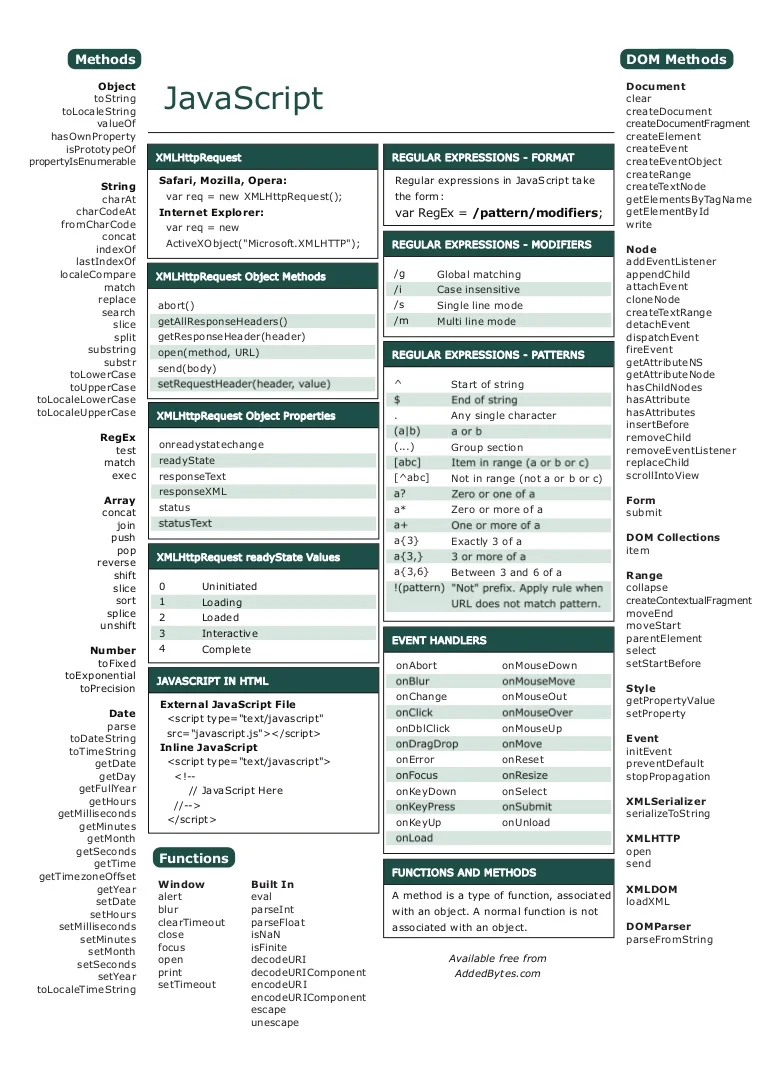 Methods
Object
toString
toLocaleString
valueOf
hasOwnProperty
isPrototypeOf
propertyIsEnumerable
String
charAt
charCodeAt
fromCharCode
concat
indexOf
lastIndexOf
localeCompare
match
replace
search
slice
split
substring
substr
toLowerCase
toUpperCase
toLocaleLowerCase
toLocaleUpperCase
RegEx
test
match
exec
Array
concat
join
push
pop
reverse
shift
slice
sort
splice
unshift
Number
toFixed
toExponential
toPrecision
Date
parse
toDateString
toTimeString
getDate
getDay
getFullYear
getHours
getMilliseconds
getMinutes
getMonth
getSeconds
getTime
getTimezoneOffset
getYear
setDate
setHours
setMilliseconds
setMinutes
setMonth
setSeconds
setYear
toLocaleTimeString
JavaScript
XMLHttpRequest
Safari, Mozilla, Opera:
var req = new XMLHttpRequest();
Internet Explorer:
var req = new
ActiveXObject("Microsoft.XMLHTTP");
XMLHttpRequest Object Methods
abort()
getAllResponseHeaders()
getResponseHeader(header)
open(method, URL)
send(body)
setRequestHeader(header, value)
XMLHttpRequest Object Properties
onreadystatechange
readyState
responseText
responseXML
status
statusText
XMLHttpRequest readyState Values
0 Uninitiated
1 Loading
2 Loaded
3 Interactive
4 Complete
JAVASCRIPT IN HTML
External JavaScript File
<script type="text/javascript"
src="javascript.js"></script>
Inline JavaScript
<script type="text/javascript">
<!--
// JavaScript Here
//-->
</script>
Functions
Window
alert
blur
clearTimeout
close
focus
open
print
setTimeout
Built In
eval
parseInt
parseFloat
isNaN
isFinite
decodeURI
decodeURIComponent
encodeURI
encodeURIComponent
escape
unescape
REGULAR EXPRESSIONS - FORMAT
Regular expressions in JavaScript take
the form:
var RegEx = /pattern/modifiers;
REGULAR EXPRESSIONS - MODIFIERS
/g Global matching
/i Case insensitive
/s Single line mode
/m Multi line mode
REGULAR EXPRESSIONS - PATTERNS
^ Start of string
$ End of string
. Any single character
(a|b) a or b
(...) Group section
[abc] Item in range (a or b or c)
[^abc] Not in range (not a or b or c)
a? Zero or one of a
a* Zero or more of a
a+ One or more of a
a{3} Exactly 3 of a
a{3,} 3 or more of a
a{3,6} Between 3 and 6 of a
!(pattern) "Not" prefix. Apply rule when
URL does not match pattern.
EVENT HANDLERS
onAbort onMouseDown
onBlur onMouseMove
onChange onMouseOut
onClick onMouseOver
onDblClick onMouseUp
onDragDrop onMove
onError onReset
onFocus onResize
onKeyDown onSelect
onKeyPress onSubmit
onKeyUp onUnload
onLoad
FUNCTIONS AND METHODS
A method is a type of function, associated
with an object. A normal function is not
associated with an object.
Available free from
AddedBytes.com
DOM Methods
Document
clear
createDocument
createDocumentFragment
createElement
createEvent
createEventObject
createRange
createTextNode
getElementsByTagName
getElementById
write
Node
addEventListener
appendChild
attachEvent
cloneNode
createTextRange
detachEvent
dispatchEvent
fireEvent
getAttributeNS
getAttributeNode
hasChildNodes
hasAttribute
hasAttributes
insertBefore
removeChild
removeEventListener
replaceChild
scrollIntoView
Form
submit
DOM Collections
item
Range
collapse
createContextualFragment
moveEnd
moveStart
parentElement
select
setStartBefore
Style
getPropertyValue
setProperty
Event
initEvent
preventDefault
stopPropagation
XMLSerializer
serializeToString
XMLHTTP
open
send
XMLDOM
loadXML
DOMParser
parseFromString